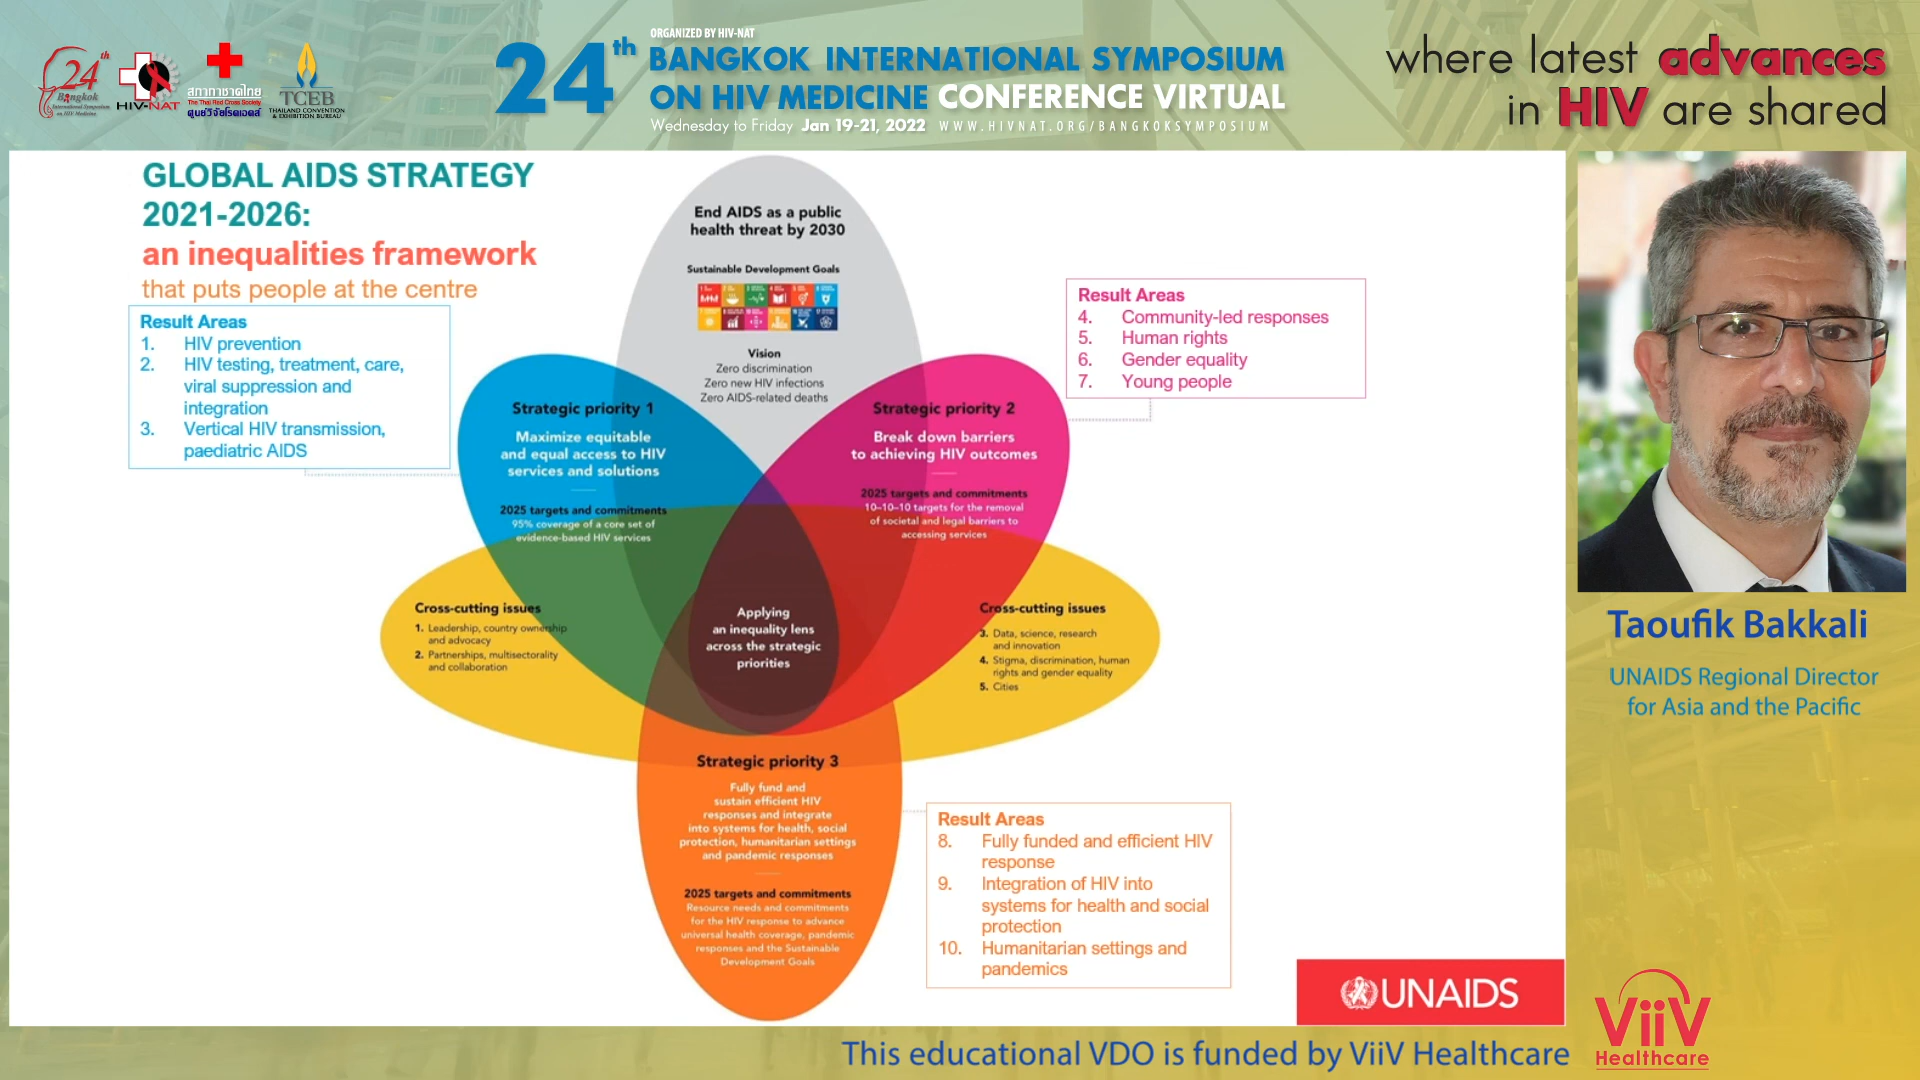 24th
Bangkok
International Symposium
on HIV Medicine
HIV-NAT
สภากาชาดไทย
The Thai Red Cross Society
ศูนย์วิจัยโรคเอดส์
TCEB
THAILAND CONVENTION
& EXHIBITION BUREAU
ORGANIZED BY HIV-NAT
24th BANGKOK INTERNATIONAL SYMPOSIUM
ON HIV MEDICINE CONFERENCE VIRTUAL
Wednesday to Friday Jan 19-21, 2022 WWW.HIVNAT.ORG/BANGKOKSYMPOSIUM
where latest advances
in HIV are shared
GLOBAL AIDS STRATEGY
2021-2026:
an inequalities framework
that puts people at the centre
Result Areas
1. HIV prevention
2. HIV testing, treatment, care,
viral suppression and
integration
3. Vertical HIV transmission,
paediatric AIDS
End AIDS as a public
health threat by 2030
Sustainable Development Goals
Vision
Zero discrimination
Zero new HIV infections
Zero AIDS-related deaths
Result Areas
4. Community-led responses
5. Human rights
6. Gender equality
7. Young people
Strategic priority 1
Maximize equitable
and equal access to HIV
services and solutions
2025 targets and commitments
95% coverage of a core set of
evidence-based HIV services
Strategic priority 2
Break down barriers
to achieving HIV outcomes
2025 targets and commitments
10–10–10 targets for the removal
of societal and legal barriers to
accessing services
Cross-cutting issues
1. Leadership, country ownership
and advocacy
2. Partnerships, multisectorality
and collaboration
Applying
an inequality lens
across the strategic
priorities
Cross-cutting issues
3. Data, science, research
and innovation
4. Stigma, discrimination, human
rights and gender equality
5. Cities
Strategic priority 3
Fully fund and
sustain efficient HIV
responses and integrate
into systems for health, social
protection, humanitarian settings
and pandemic responses
2025 targets and commitments
Resource needs and commitments
for the HIV response to advance
universal health coverage, pandemic
responses and the Sustainable
Development Goals
Result Areas
8. Fully funded and efficient HIV
response
9. Integration of HIV into
systems for health and social
protection
10. Humanitarian settings and
pandemics
UNAIDS
Taoufik Bakkali
UNAIDS Regional Director
for Asia and the Pacific
This educational VDO is funded by ViiV Healthcare
ViiV
Healthcare